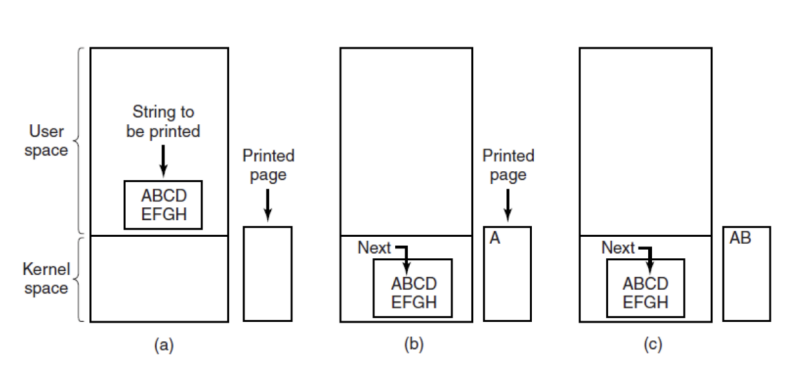 String to
be printed
User
space
ABCD
EFGH
Printed
page
Kernel
space
(a)
Printed
page
A
Next
ABCD
EFGH
(b)
AB
Next
ABCD
EFGH
(c)